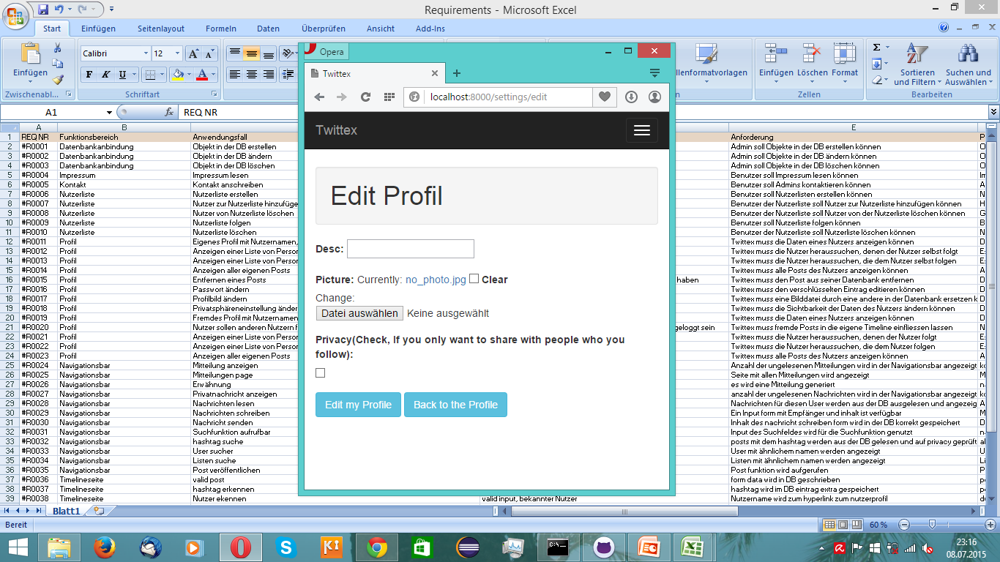 Requirements - Microsoft Excel
Start Einfügen Seitenlayout Formeln Daten Überprüfen Ansicht Add-Ins
Calibri 12
Einfügen
F K U
Zwischenabl... Schriftart
llenformatvorlagen Einfügen Löschen Format Sortieren und Filtern Suchen und Auswählen
Zellen Bearbeiten
A1 REQ NR
Opera
Twittex
localhost:8000/settings/edit
Twittex
Edit Profil
Desc:
Picture: Currently: no_photo.jpg Clear
Change:
Datei auswählen Keine ausgewählt
Privacy(Check, If you only want to share with people who you
follow):
Edit my Profile Back to the Profile
A B E
1 REQ NR Funktionsbereich Anwendungsfall Anforderung P
2 #R0001 Datenbankanbindung Objekt in der DB erstellen Admin soll Objekte in der DB erstellen können
3 #R0002 Datenbankanbindung Objekt in der DB ändern Admin soll Objekte in der DB ändern können
4 #R0003 Datenbankanbindung Objekt in der DB löschen Admin soll Objekte in der DB löschen können
5 #R0004 Impressum Impressum lesen Benutzer soll Impressum lesen können
6 #R0005 Kontakt Kontakt anschreiben Benutzer soll Admins kontaktieren können
7 #R0006 Nutzerliste Nutzerliste erstellen Benutzer soll Nutzerlisten erstellen können
8 #R0007 Nutzerliste Nutzer zur Nutzerliste hinzufüge Benutzer der Nutzerliste soll Nutzer zur Nutzerliste hinzufügen können
9 #R0008 Nutzerliste Nutzer von Nutzerliste löschen Benutzer der Nutzerliste soll Nutzer von der Nutzerliste löschen können
10 #R0009 Nutzerliste Nutzerliste folgen Benutzer soll Nutzerliste folgen können
11 #R0010 Nutzerliste Nutzerliste löschen Benutzer der Nutzerliste soll Nutzerliste löschen können
12 #R0011 Profil Eigenes Profil mit Nutzernamen, Twittex muss die Daten eines Nutzers anzeigen können
13 #R0012 Profil Anzeigen einer Liste von Person Twittex muss die Nutzer heraussuchen, denen der Nutzer selbst folgt
14 #R0013 Profil Anzeigen einer Liste von Person Twittex muss die Nutzer heraussuchen, die dem Nutzer selbst folgen
15 #R0014 Profil Anzeigen aller eigenen Posts Twittex muss alle Posts des Nutzers anzeigen können
16 #R0015 Profil Entfernen eines Posts haben Twittex muss den Post aus seiner Datenbank entfernen
17 #R0016 Profil Passwort ändern Twittex muss den verschlüsselten Eintrag editieren können
18 #R0017 Profil Profilbild ändern Twittex muss eine Bilddatei durch eine andere in der Datenbank ersetzen k
19 #R0018 Profil Privatsphäreneinstellung änder Twittex muss die Sichtbarkeit der Daten des Nutzers ändern können
20 #R0019 Profil Fremdes Profil mit Nutzernamen Twittex muss die Daten eines Nutzers anzeigen können
21 #R0020 Profil Nutzer sollen anderen Nutzern f geloggt sein Twittex muss fremde Posts in die eigene Timeline einfliessen lassen
22 #R0021 Profil Anzeigen einer Liste von Person Twittex muss die Nutzer heraussuchen, denen der Nutzer folgt
23 #R0022 Profil Anzeigen einer Liste von Person Twittex muss die Nutzer heraussuchen, die dem Nutzer folgen
24 #R0023 Profil Anzeigen aller eigenen Posts Twittex muss alle Posts des Nutzers anzeigen können
25 #R0024 Navigationsbar Mitteilung anzeigen Anzahl der ungelesenen Mitteilungen wird in der Navigationsbar angezeigt
26 #R0025 Navigationsbar Mitteilungen page Seite mit allen Mitteilungen wird angezeigt
27 #R0026 Navigationsbar Erwähnung es wird eine Mitteilung generiert
28 #R0027 Navigationsbar Privatnachricht anzeigen anzahl der ungelesenen Nachrichten wird in der Navigationsbar angezeigt
29 #R0028 Navigationsbar Nachrichten lesen Nachrichten für diesen User werden aus der DB ausgelesen und angezeig
30 #R0029 Navigationsbar Nachrichten schreiben Ein Input form mit Empfänger und inhalt ist verfügbar
31 #R0030 Navigationsbar Nachricht senden Inhalt des nachricht schreiben form wird in der DB korrekt gespeichert
32 #R0031 Navigationsbar Suchfunktion aufrufbar Input des Suchfeldes wird für die Suchfunktion genutzt
33 #R0032 Navigationsbar hashtag suche posts mit dem hashtag werden aus der DB gelesen und auf privacy geprüft
34 #R0033 Navigationsbar User sucher User mit ähnlichem namen werden angezeigt
35 #R0034 Navigationsbar Listen suche Listen mit ähnlichem namen werden angezeigt
36 #R0035 Navigationsbar Post veröffentlichen Post funktion wird aufgerufen
37 #R0036 Timelineseite valid post form data wird in DB geschrieben
38 #R0037 Timelineseite hashtag erkennen hashtag wird im DB eintrag extra gespeichert
39 #R0038 Timelineseite Nutzer ekennen valid input, bekannter Nutzer Nutzername wird zum hyperlink zum nutzerprofil
Blatt1
Bereit 60 %
23:16
08.07.2015